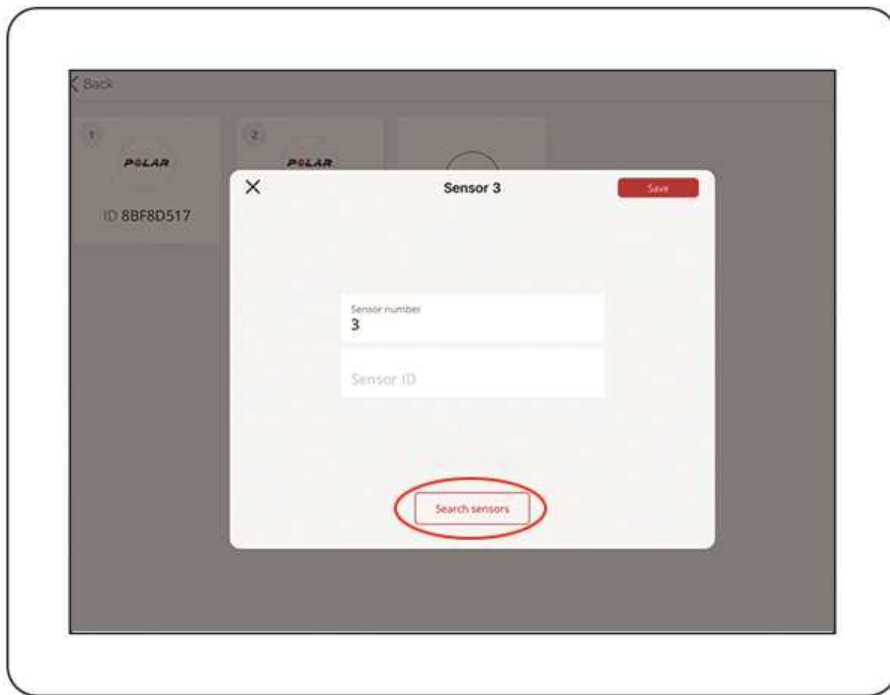 Back
1
POLAR
ID 8BF8D517
2
POLAR
Sensor 3
Save
Sensor number
3
Sensor ID
Search sensors